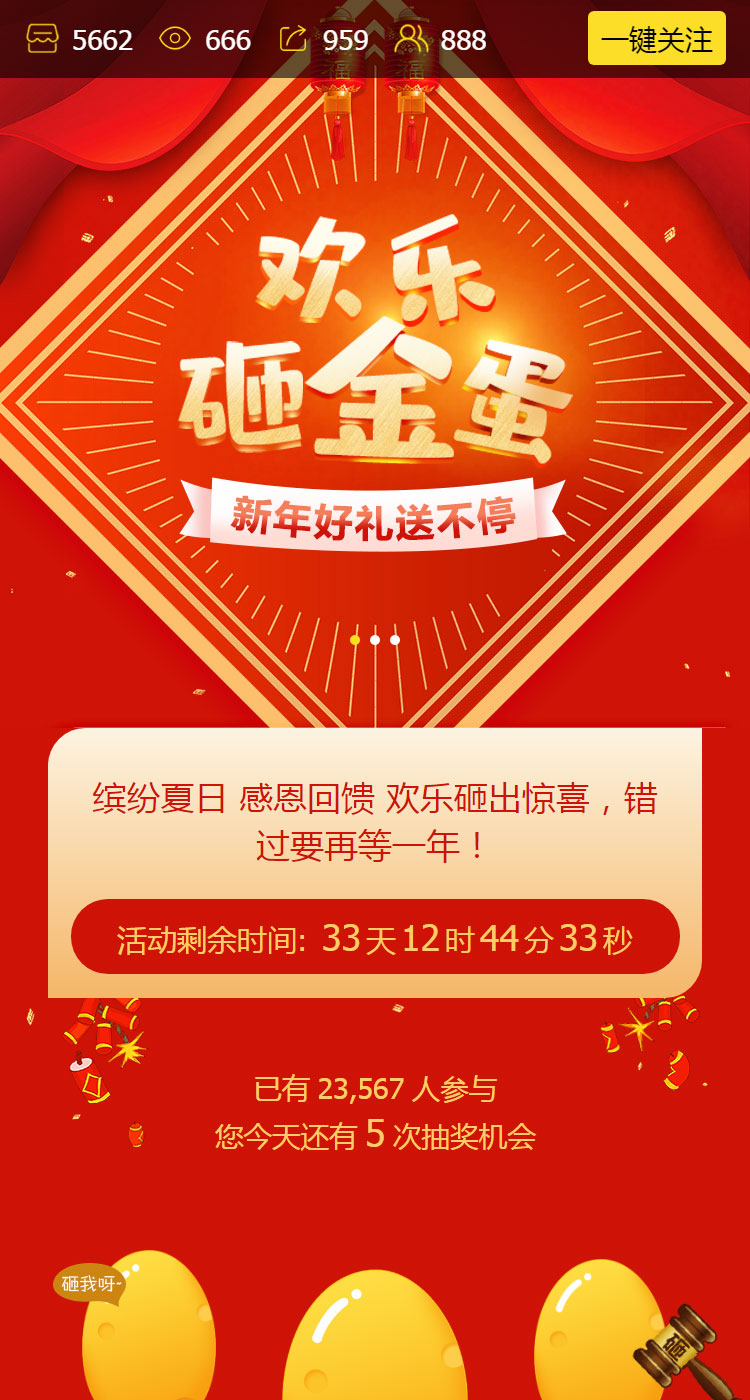 5662 666 959 888 一键关注
福 福
欢乐
砸金蛋
新年好礼送不停
缤纷夏日 感恩回馈 欢乐砸出惊喜，错
过要再等一年！
活动剩余时间: 33天12时44分33秒
已有 23,567 人参与
您今天还有 5 次抽奖机会
砸我呀~
砸